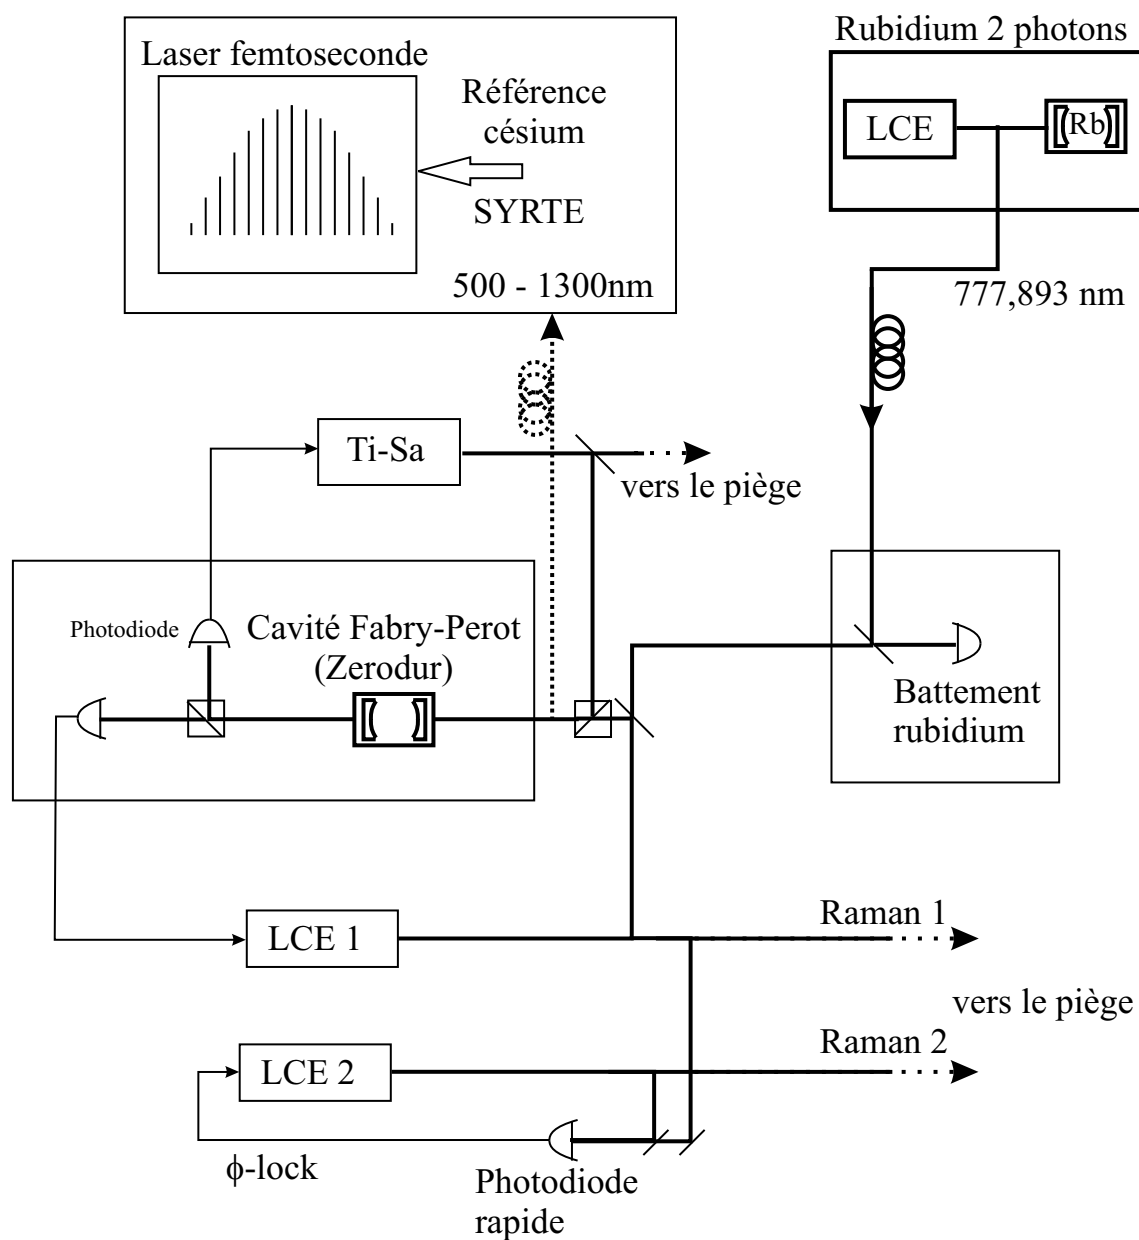 Rubidium 2 photons
Laser femtoseconde
Référence
césium
SYRTE
500 - 1300nm
LCE
Rb
777,893 nm
Ti-Sa
vers le piège
Photodiode
Cavité Fabry-Perot
(Zerodur)
Battement
rubidium
LCE 1
Raman 1
vers le piège
LCE 2
Raman 2
ϕ-lock
Photodiode
rapide